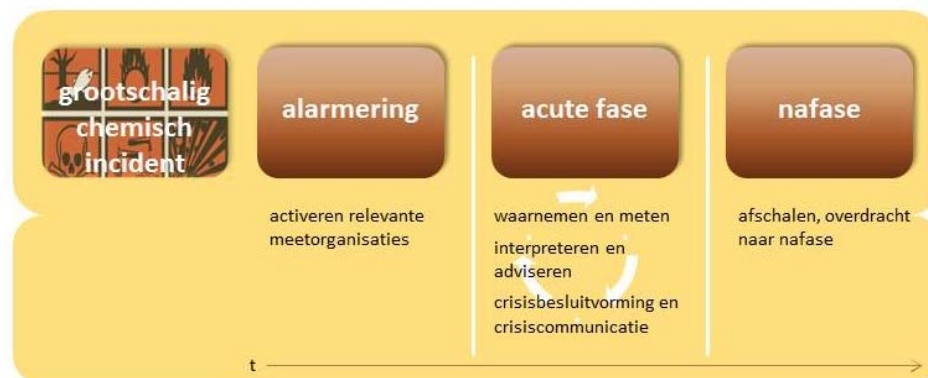 grootschalig
chemisch
incident
alarmering
acute fase
nafase
activeren relevante
meetorganisaties
waarnemen en meten
interpreteren en
adviseren
crisisbesluitvorming en
crisiscommunicatie
afschalen, overdracht
naar nafase
t